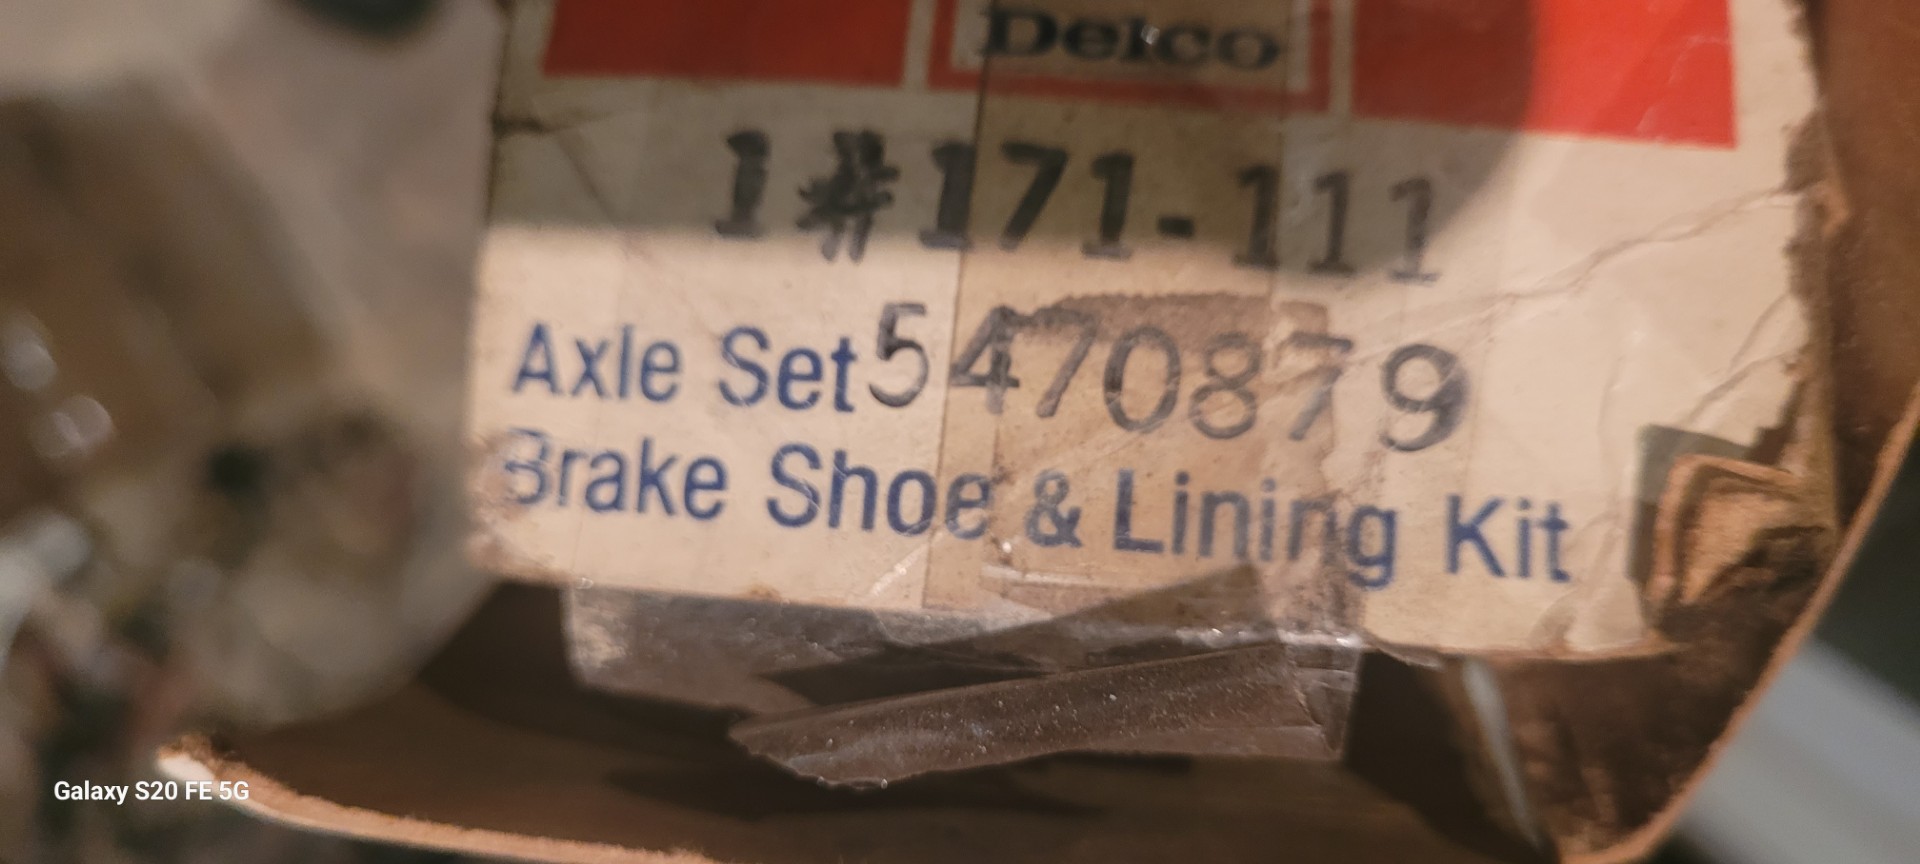 Delco
1#171-111
Axle Set 5470879
Brake Shoe & Lining Kit
Galaxy S20 FE 5G